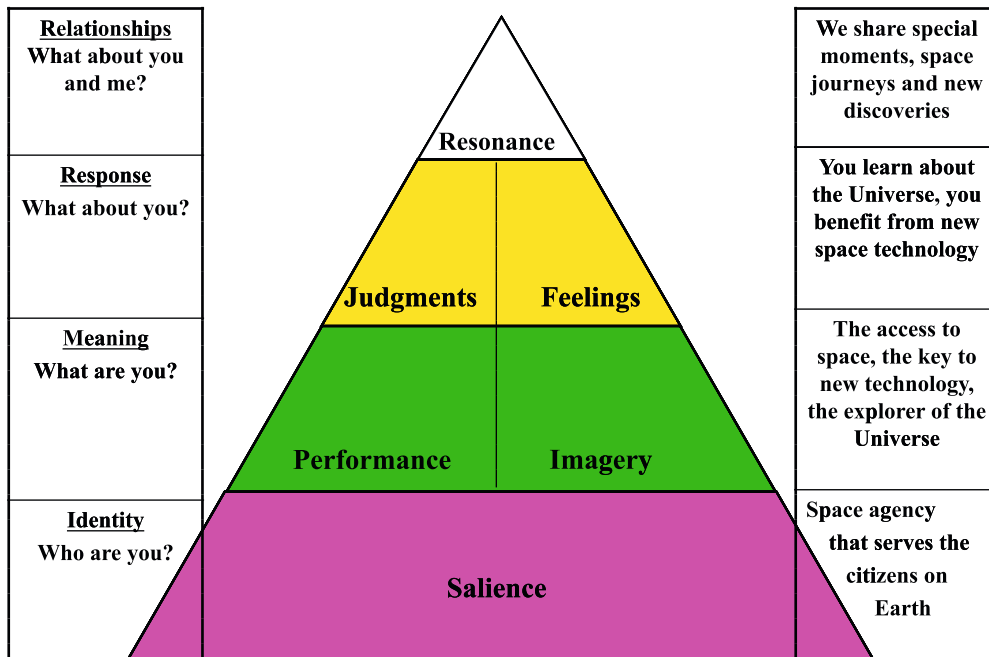 Relationships
What about you
and me?
Response
What about you?
Meaning
What are you?
Identity
Who are you?
Resonance
Judgments
Feelings
Performance
Imagery
Salience
We share special
moments, space
journeys and new
discoveries
You learn about
the Universe, you
benefit from new
space technology
The access to
space, the key to
new technology,
the explorer of the
Universe
Space agency
that serves the
citizens on
Earth